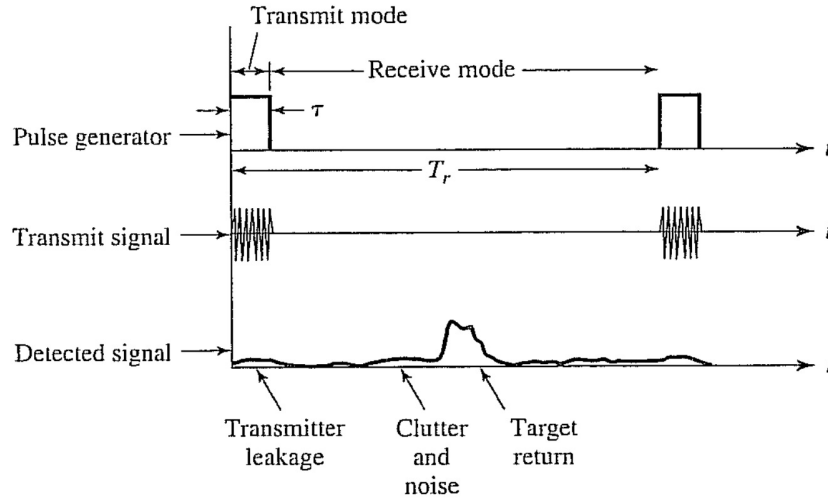 Transmit mode
Receive mode
τ
Pulse generator
t
T_r
Transmit signal
t
Detected signal
Transmitter
leakage
Clutter
and
noise
Target
return